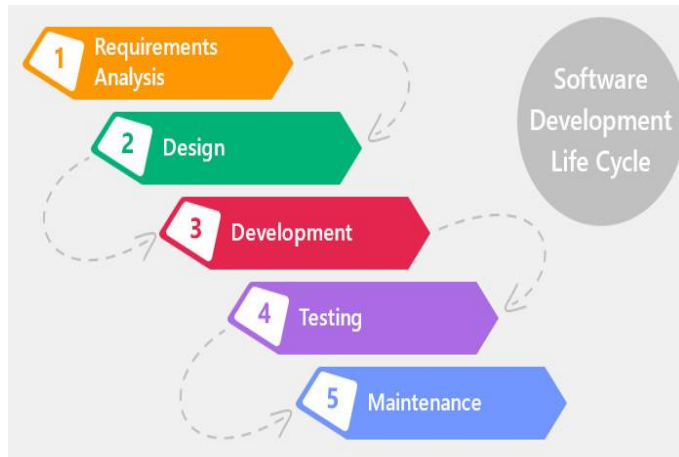 1
Requirements
Analysis
2
Design
3
Development
4
Testing
5
Maintenance
Software
Development
Life Cycle